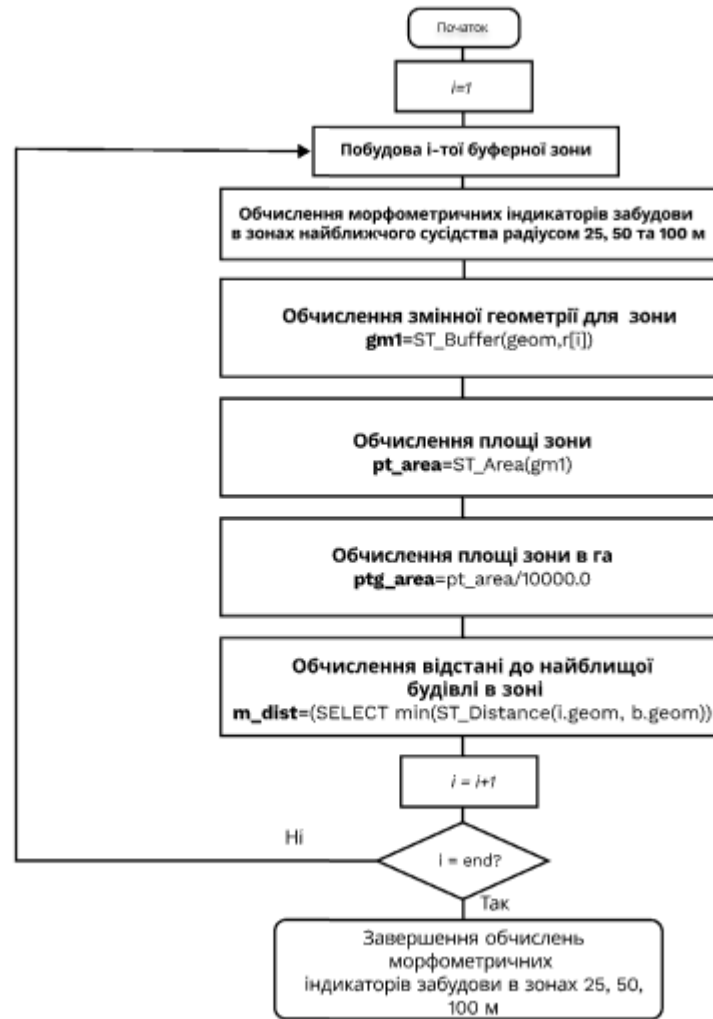 Початок
i=1
Побудова i-тої буферної зони
Обчислення морфометричних індикаторів забудови
в зонах найближчого сусідства радіусом 25, 50 та 100 м
Обчислення змінної геометрії для зони
gm1=ST_Buffer(geom,r[i])
Обчислення площі зони
pt_area=ST_Area(gm1)
Обчислення площі зони в га
ptg_area=pt_area/10000.0
Обчислення відстані до найблищої
будівлі в зоні
m_dist=(SELECT min(ST_Distance(i.geom, b.geom))
i = i+1
Ні
i = end?
Так
Завершення обчислень
морфометричних
індикаторів забудови в зонах 25, 50,
100 м